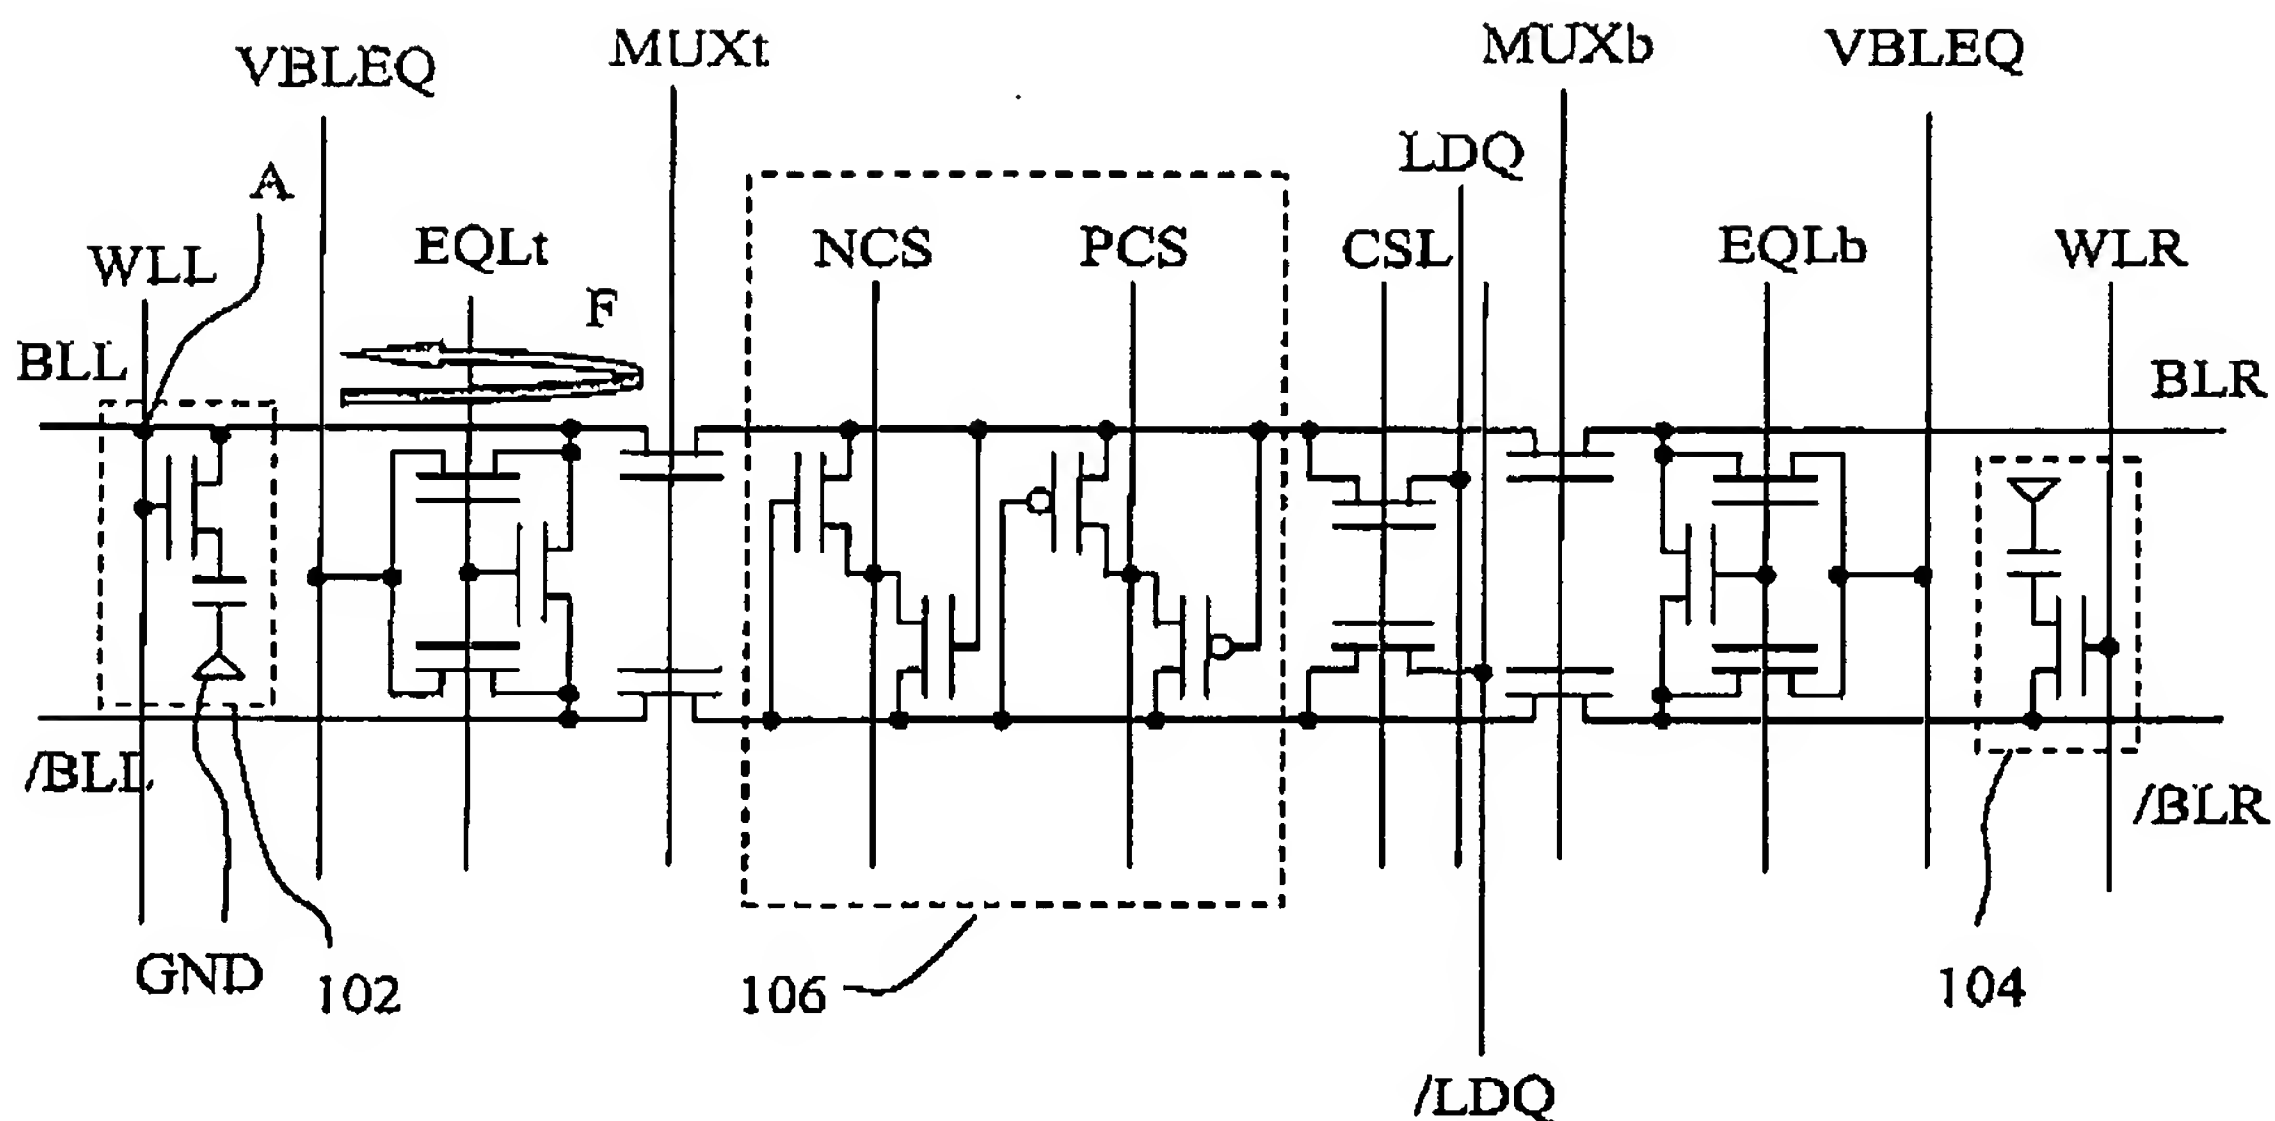 MUXt
MUXb
VBLEQ
VBLEQ
LDQ
A
WLL
EQLt
NCS
PCS
CSL
EQLb
WLR
F
BLL
BLR
/BLL
/BLR
GND
102
106
104
/LDQ